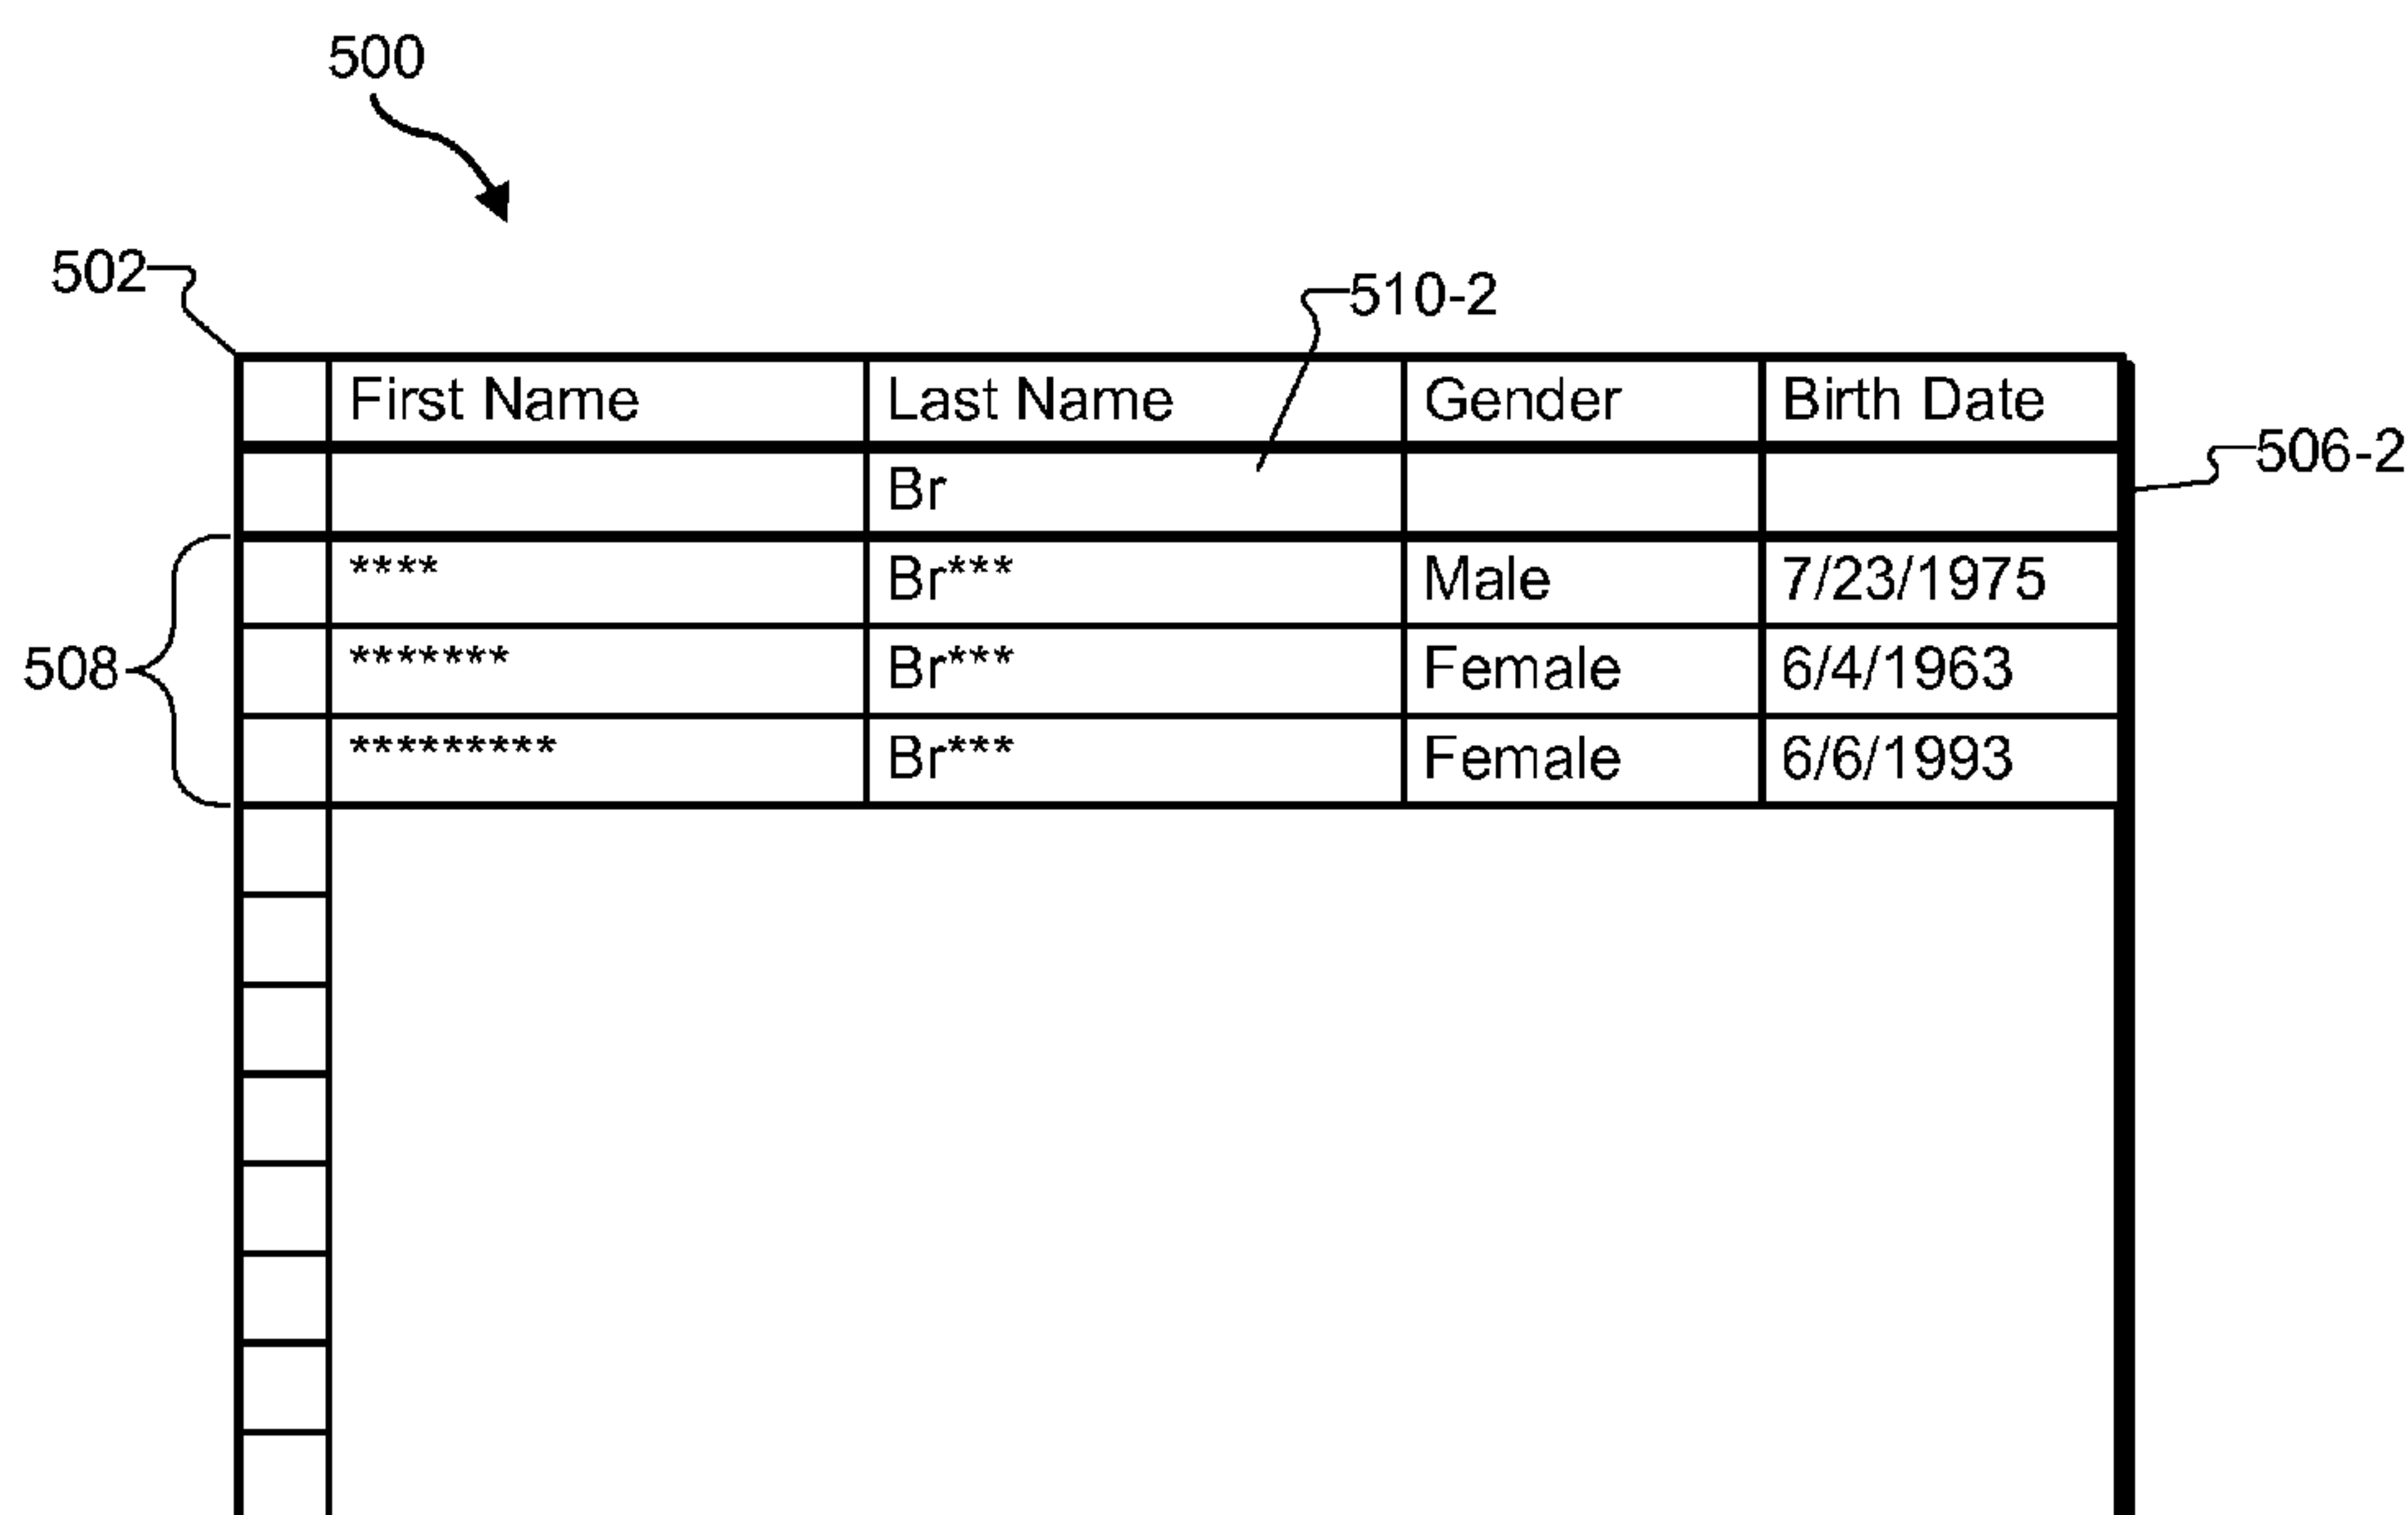 500
502
510-2
First Name Last Name Gender Birth Date
506-2
Br
**** Br*** Male 7/23/1975
508
******* Br*** Female 6/4/1963
********* Br*** Female 6/6/1993